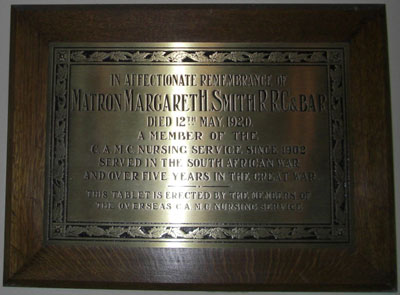 IN AFFECTIONATE REMEMBRANCE OF
MATRON MARGARET H. SMITH R.R.C. & BAR.
DIED 12TH MAY 1920.
A MEMBER OF THE
C.A.M.C. NURSING SERVICE SINCE 1902
SERVED IN THE SOUTH AFRICAN WAR
AND OVER FIVE YEARS IN THE GREAT WAR
THIS TABLET IS ERECTED BY THE MEMBERS OF
THE OVERSEAS C.A.M.C. NURSING SERVICE